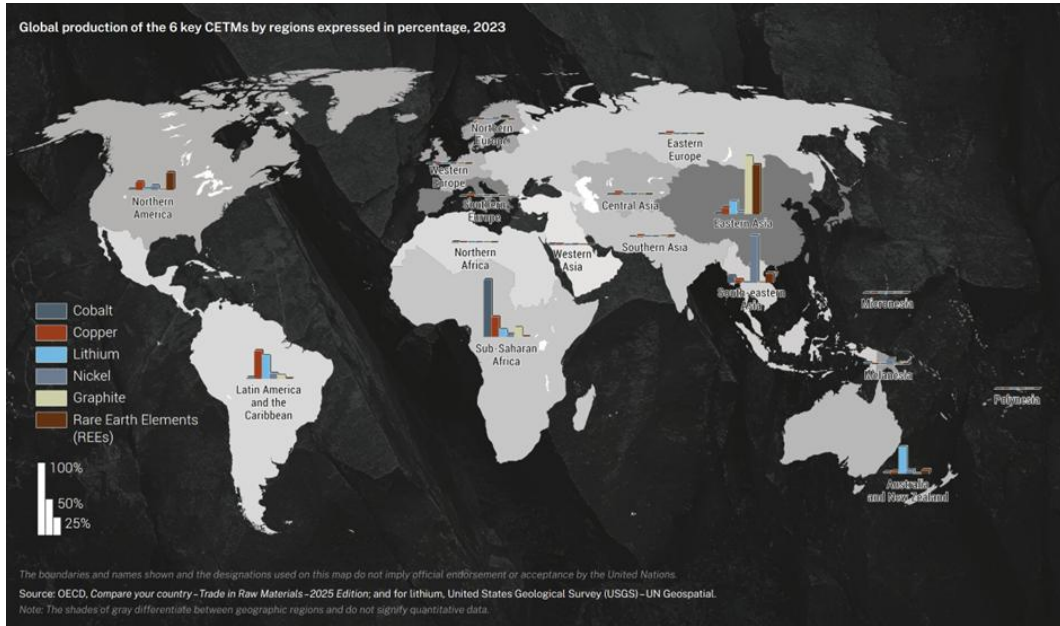 Global production of the 6 key CETMs by regions expressed in percentage, 2023
Northern
Europe
Eastern
Europe
Western
Europe
Northern
America
Southern
Europe
Central Asia
Eastern Asia
Northern
Africa
Western
Asia
Southern Asia
South-eastern
Asia
Micronesia
Cobalt
Copper
Lithium
Nickel
Graphite
Rare Earth Elements
(REEs)
Sub-Saharan
Africa
Latin America
and the
Caribbean
Melanesia
Polynesia
100%
50%
25%
Australia
and New Zealand
The boundaries and names shown and the designations used on this map do not imply official endorsement or acceptance by the United Nations.
Source: OECD, Compare your country – Trade in Raw Materials – 2025 Edition; and for lithium, United States Geological Survey (USGS) – UN Geospatial.
Note: The shades of gray differentiate between geographic regions and do not signify quantitative data.